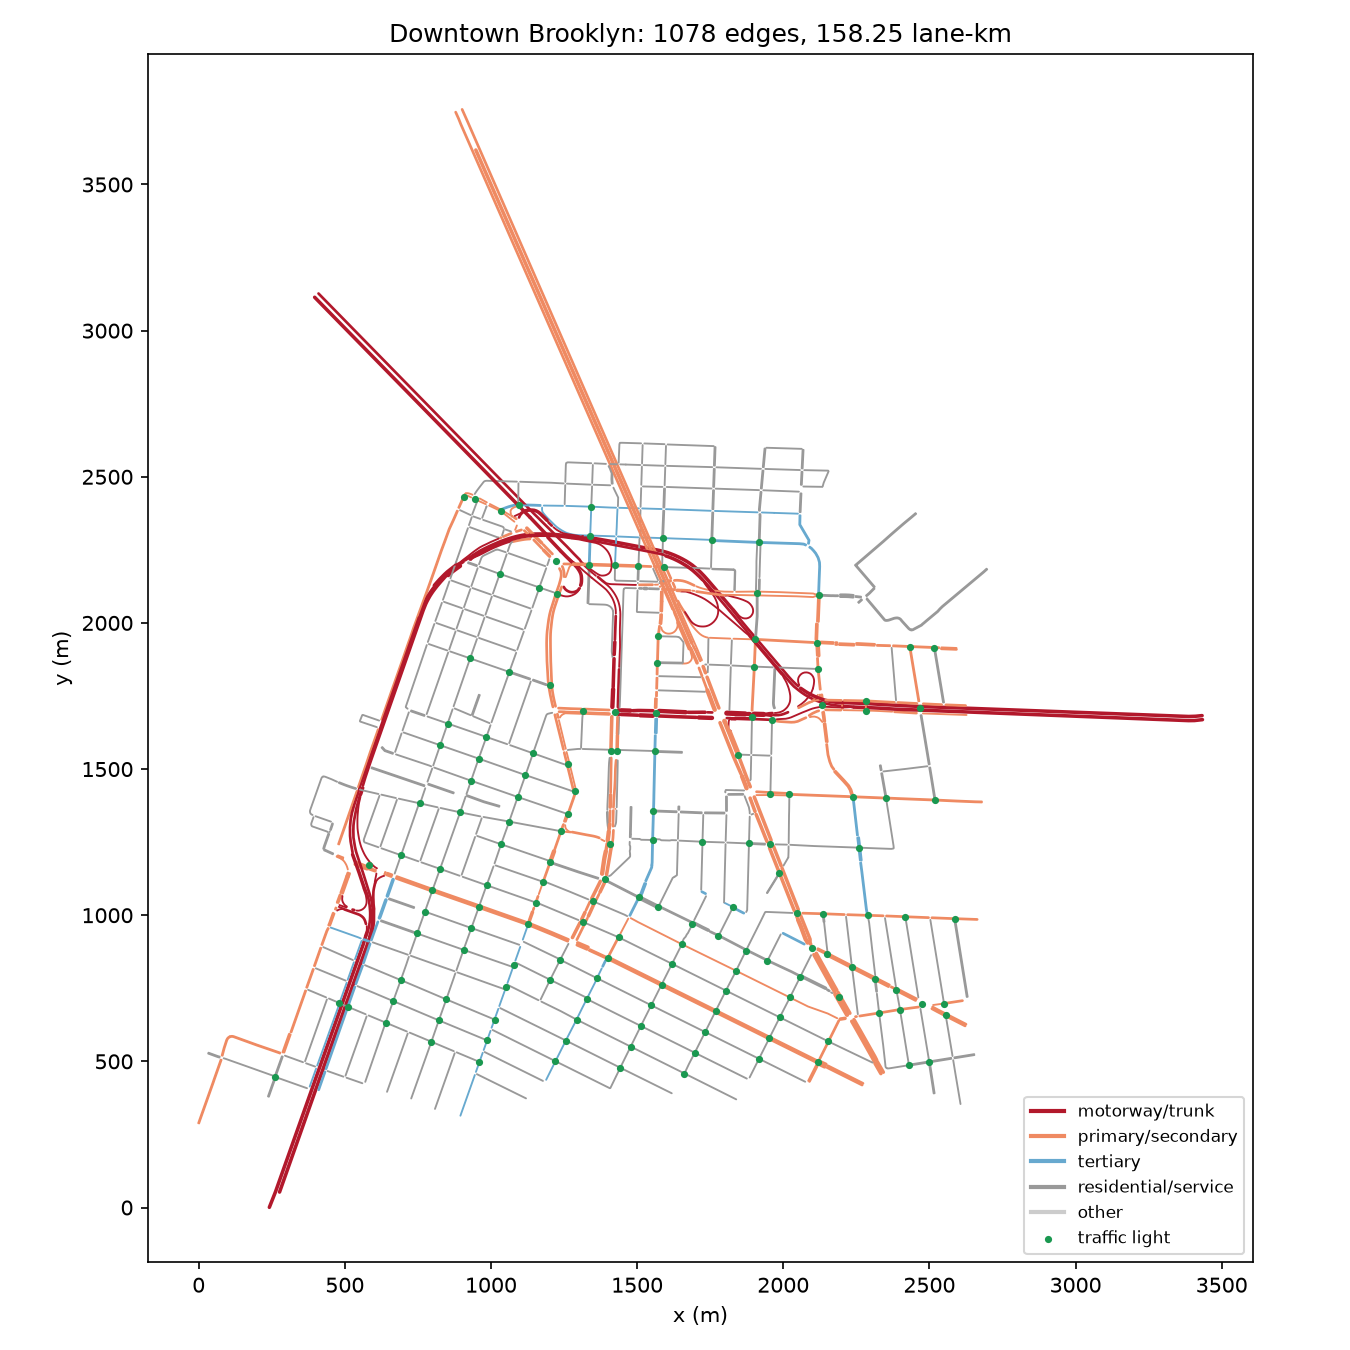 Downtown Brooklyn: 1078 edges, 158.25 lane-km
y (m)
3500
3000
2500
2000
1500
1000
500
0
0 500 1000 1500 2000 2500 3000 3500
x (m)
motorway/trunk
primary/secondary
tertiary
residential/service
other
traffic light